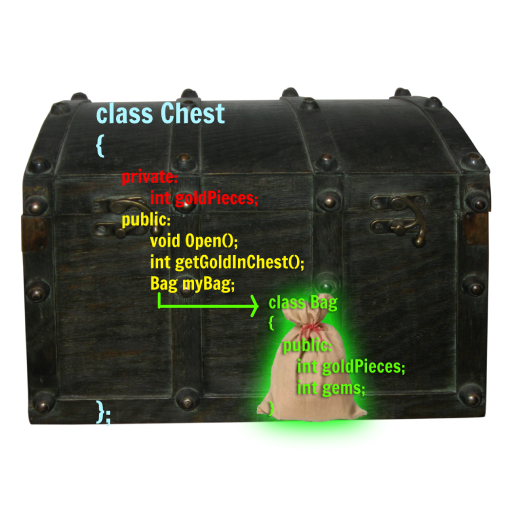 class Chest
{
private:
int goldPieces;
public:
void Open();
int getGoldInChest();
Bag myBag;
class Bag
{
public:
int goldPieces;
int gems;
}
};